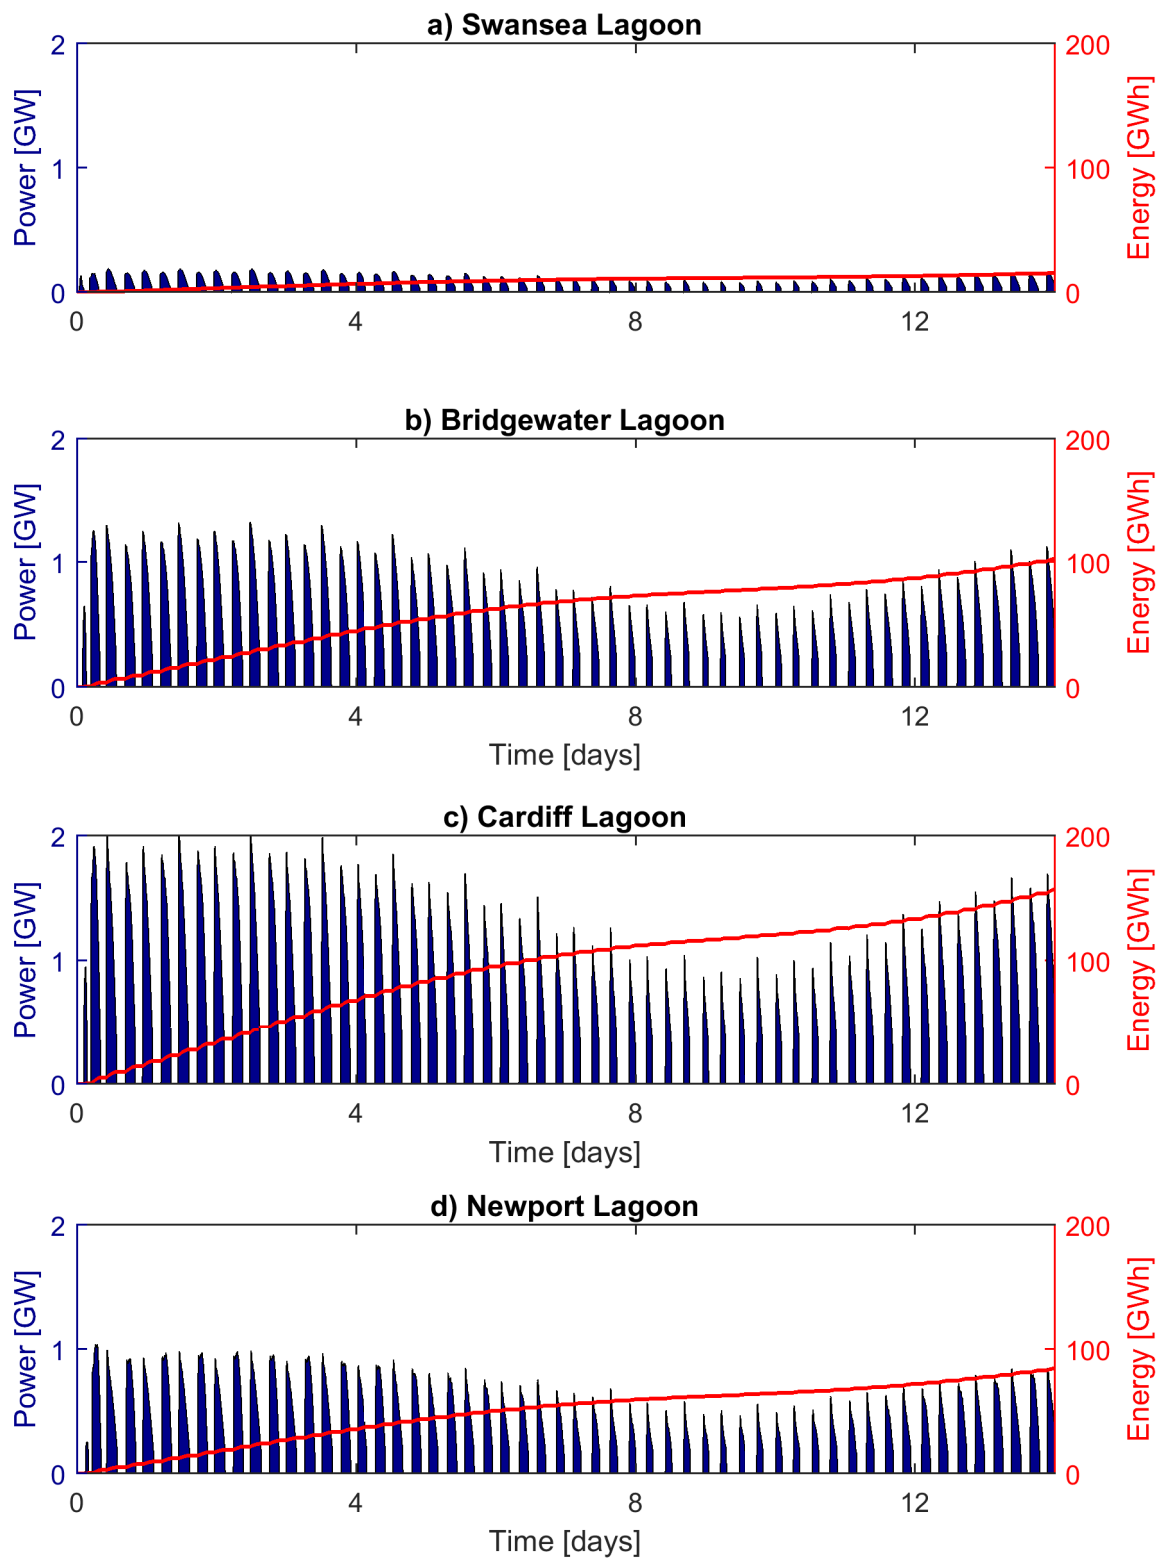 a) Swansea Lagoon
2 200
Power [GW] Energy [GWh]
1 100
0 0
0 4 8 12
b) Bridgewater Lagoon
2 200
Power [GW] Energy [GWh]
1 100
0 0
0 4 8 12
Time [days]
c) Cardiff Lagoon
2 200
Power [GW] Energy [GWh]
1 100
0 0
0 4 8 12
Time [days]
d) Newport Lagoon
2 200
Power [GW] Energy [GWh]
1 100
0 0
0 4 8 12
Time [days]